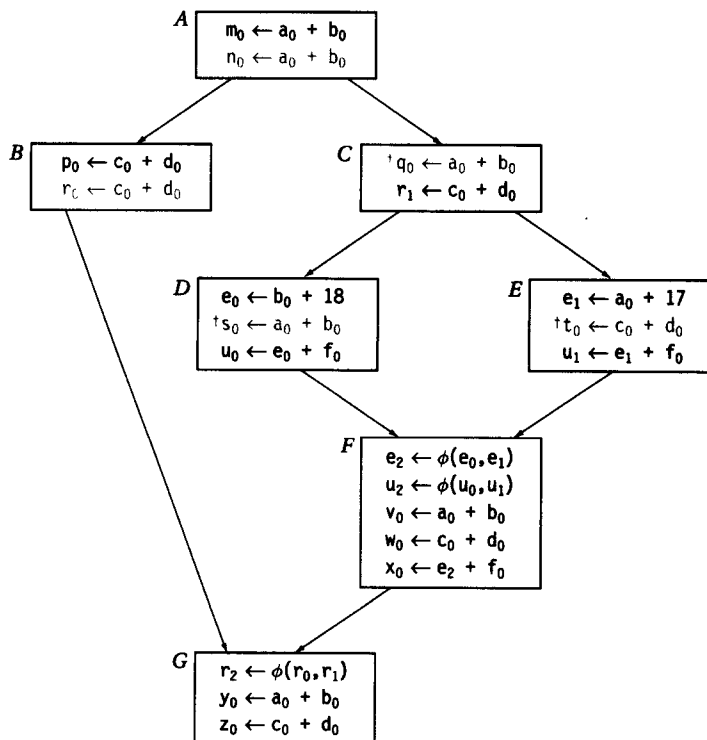 A
m₀ ← a₀ + b₀
n₀ ← a₀ + b₀
B
p₀ ← c₀ + d₀
r₀ ← c₀ + d₀
C
†q₀ ← a₀ + b₀
r₁ ← c₀ + d₀
D
e₀ ← b₀ + 18
†s₀ ← a₀ + b₀
u₀ ← e₀ + f₀
E
e₁ ← a₀ + 17
†t₀ ← c₀ + d₀
u₁ ← e₁ + f₀
F
e₂ ← ϕ(e₀,e₁)
u₂ ← ϕ(u₀,u₁)
v₀ ← a₀ + b₀
w₀ ← c₀ + d₀
x₀ ← e₂ + f₀
G
r₂ ← ϕ(r₀,r₁)
y₀ ← a₀ + b₀
z₀ ← c₀ + d₀